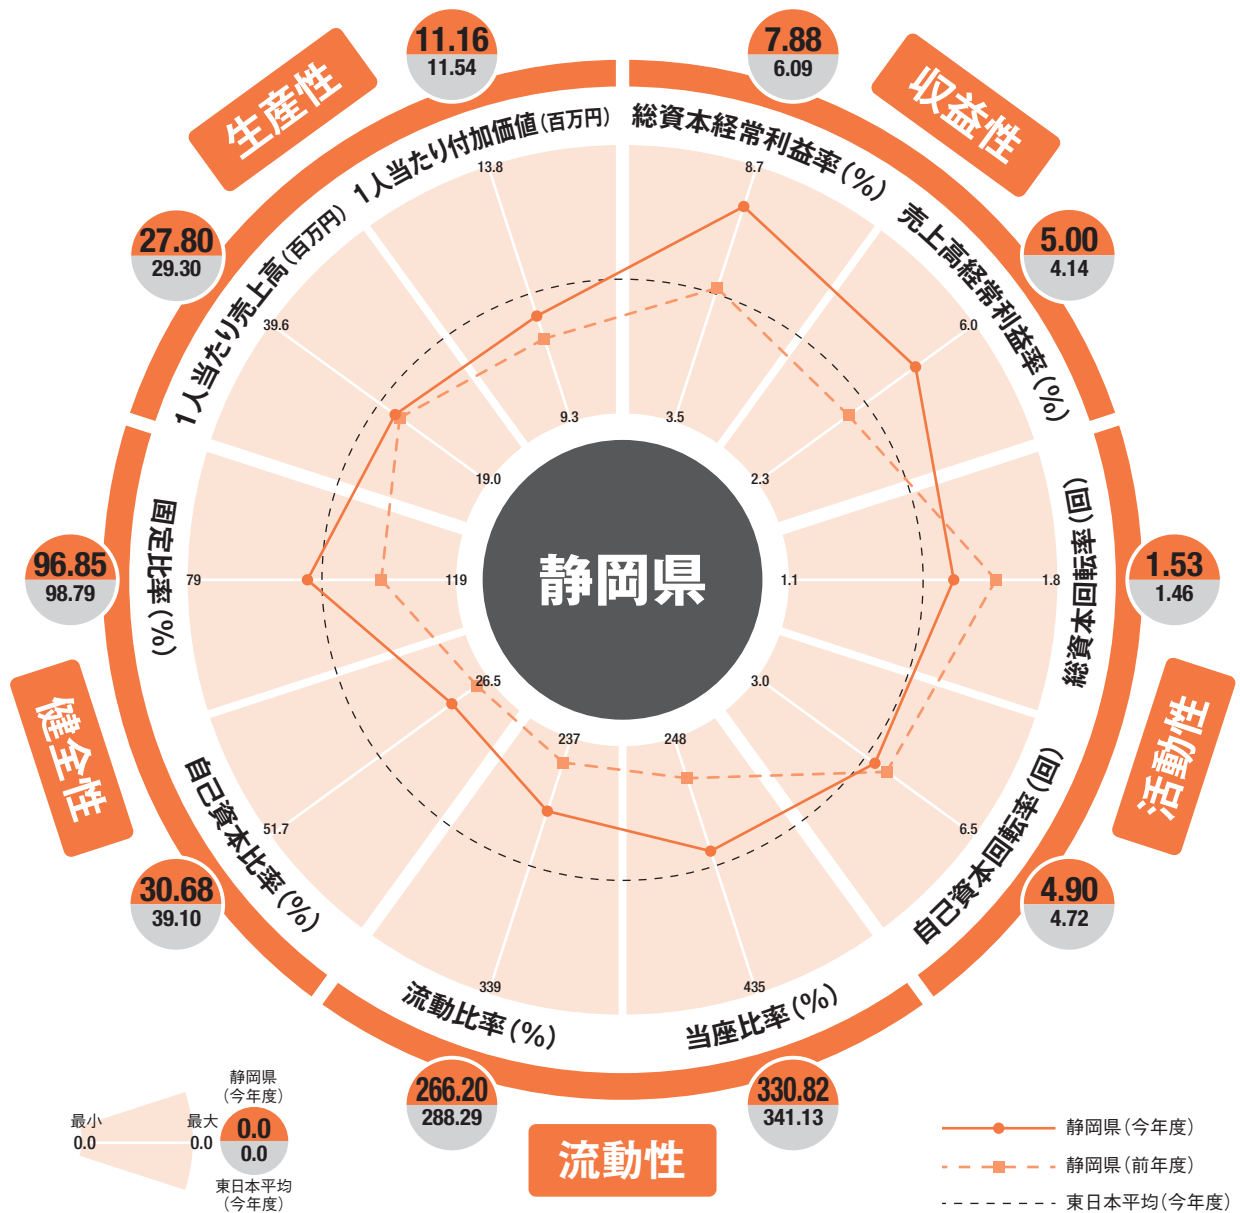 静岡県
収益性
7.88
6.09
総資本経常利益率(%)
8.7
3.5
5.00
4.14
売上高経常利益率(%)
6.0
2.3
活動性
1.53
1.46
総資本回転率(回)
1.8
1.1
4.90
4.72
自己資本回転率(回)
6.5
3.0
流動性
330.82
341.13
当座比率(%)
435
248
266.20
288.29
流動比率(%)
339
237
健全性
30.68
39.10
自己資本比率(%)
51.7
26.5
96.85
98.79
固定比率(%)
79
119
生産性
27.80
29.30
1人当たり売上高(百万円)
39.6
19.0
11.16
11.54
1人当たり付加価値(百万円)
13.8
9.3
静岡県
(今年度)
最小
0.0
最大
0.0
0.0
0.0
東日本平均
(今年度)
静岡県(今年度)
静岡県(前年度)
東日本平均(今年度)